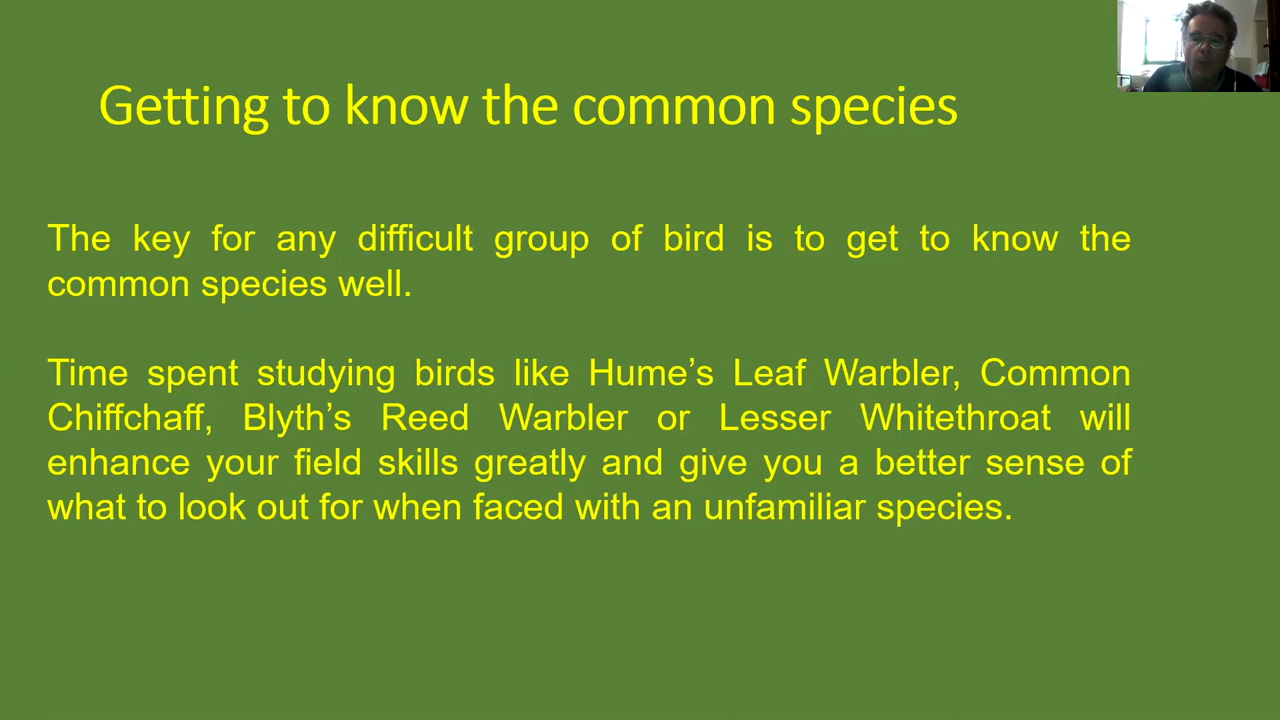 Getting to know the common species
The key for any difficult group of bird is to get to know the
common species well.
Time spent studying birds like Hume’s Leaf Warbler, Common
Chiffchaff, Blyth’s Reed Warbler or Lesser Whitethroat will
enhance your field skills greatly and give you a better sense of
what to look out for when faced with an unfamiliar species.